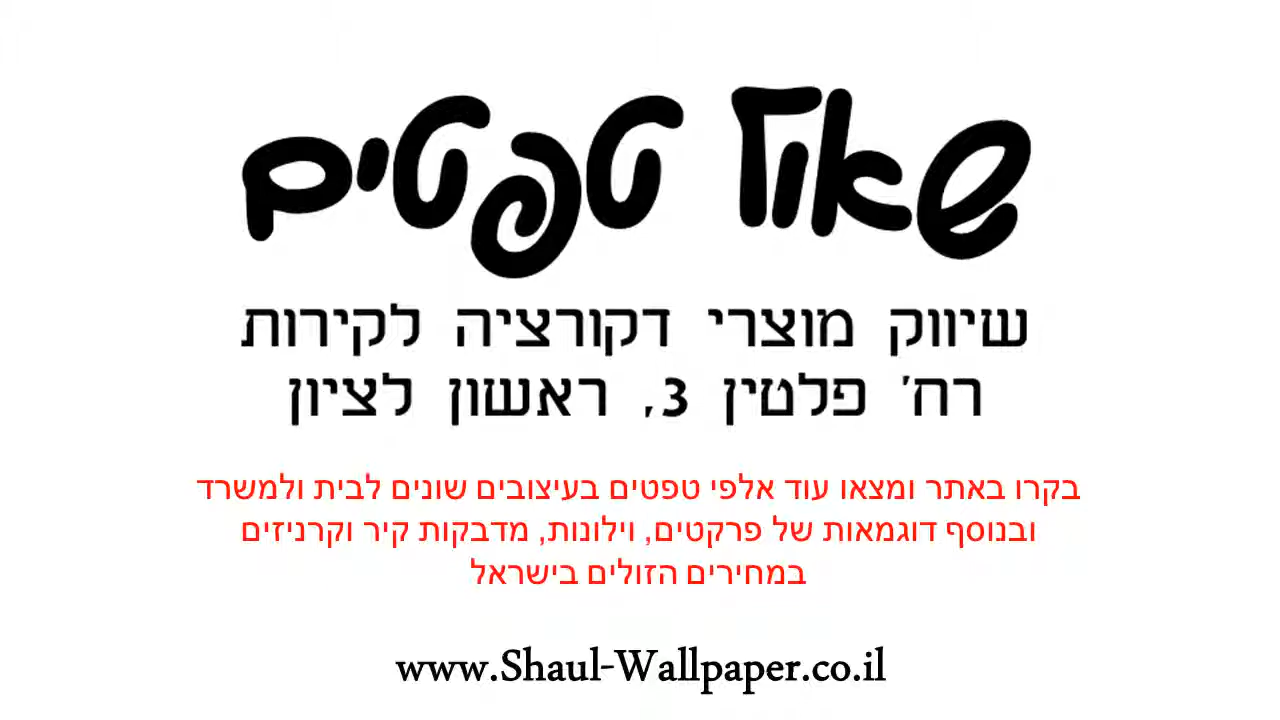 שאול טפטים
שיווק מוצרי דקורציה לקירות
רח' פלטין 3, ראשון לציון
בקרו באתר ומצאו עוד אלפי טפטים בעיצובים שונים לבית ולמשרד
ובנוסף דוגמאות של פרקטים, וילונות, מדבקות קיר וקרניזים
במחירים הזולים בישראל
www.Shaul-Wallpaper.co.il